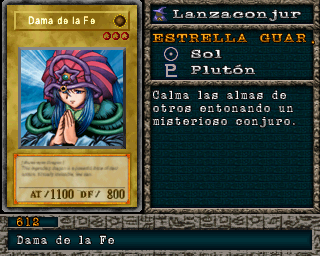 Dama de la Fe
AT/1100 DF/ 800
Lanzaconjur
ESTRELLA GUAR.
Sol
Plutón
Calma las almas de
otros entonando un
misterioso conjuro.
612
Dama de la Fe